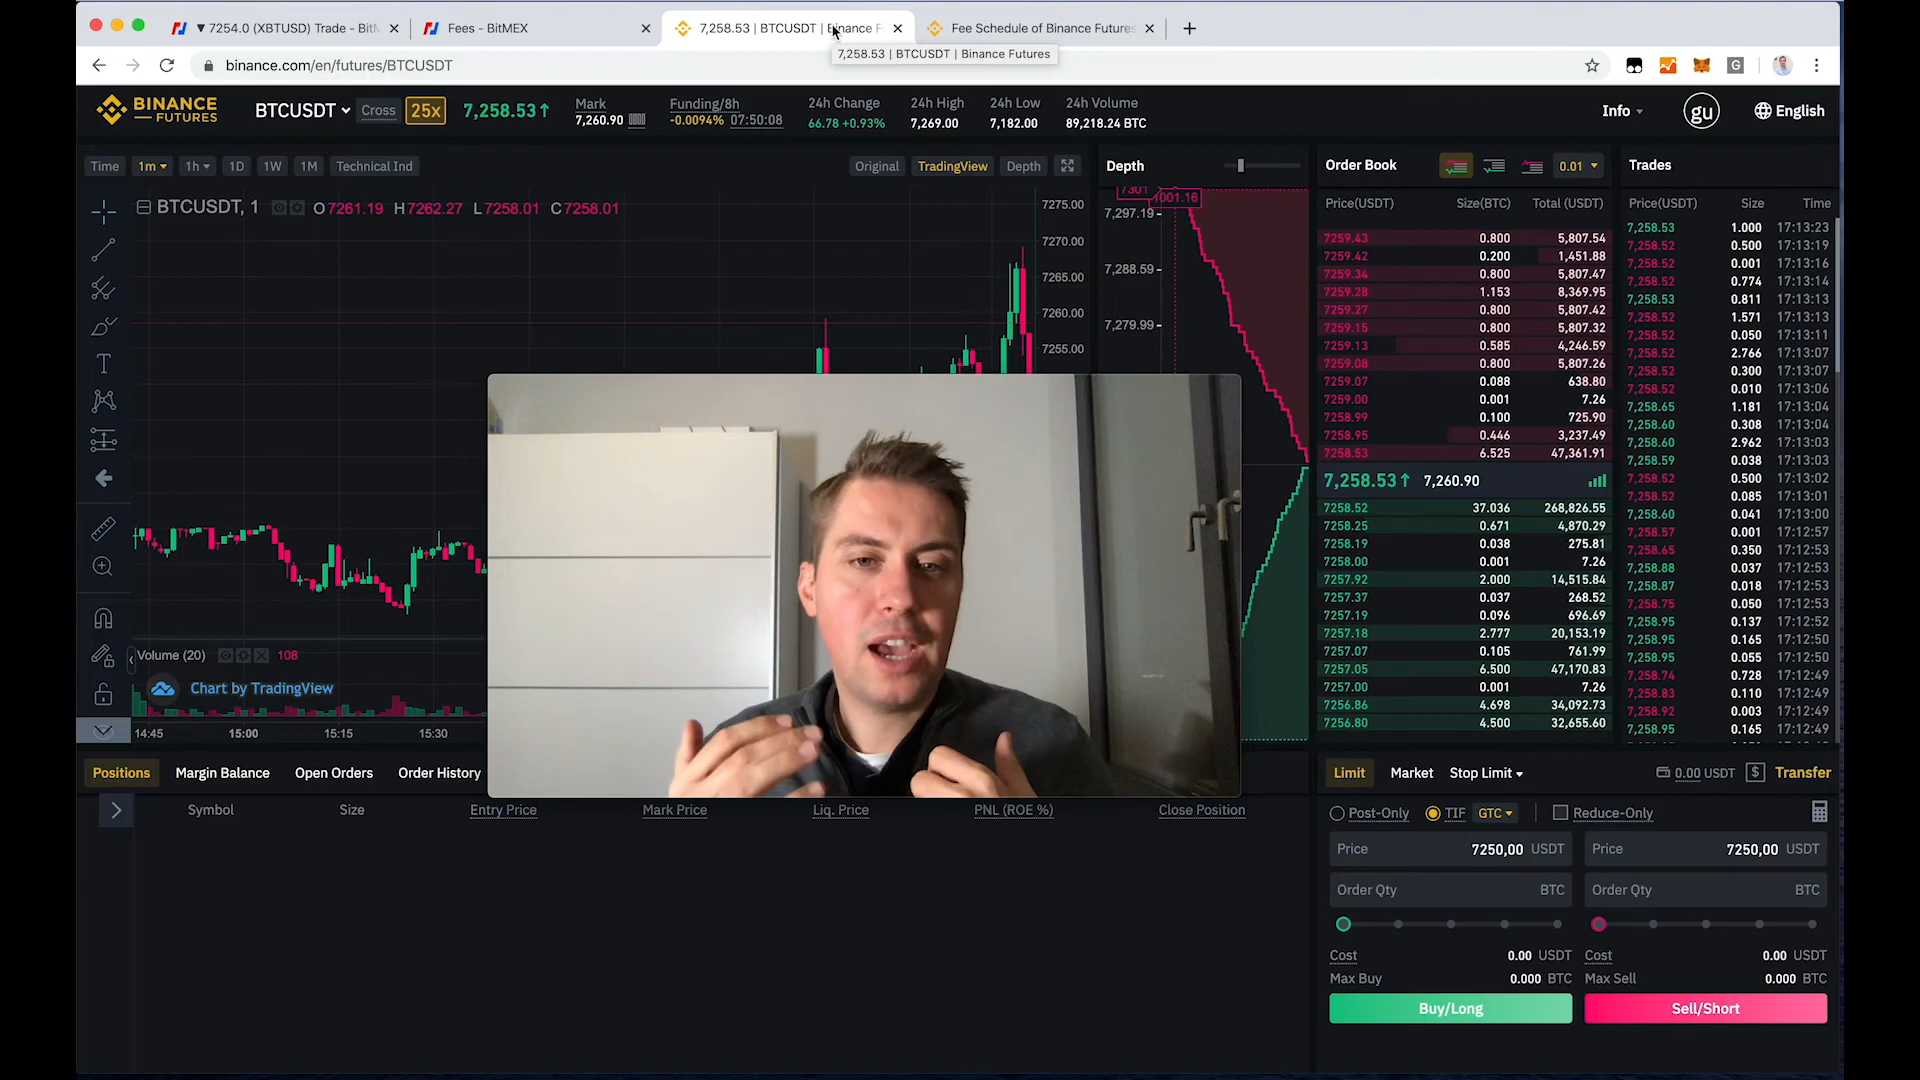 ▼ 7254.0 (XBTUSD) Trade - Bit
Fees - BitMEX
7,258.53 | BTCUSDT | Binance F
Fee Schedule of Binance Futures
7,258.53 | BTCUSDT | Binance Futures
binance.com/en/futures/BTCUSDT
BINANCE FUTURES
BTCUSDT Cross 25x 7,258.53↑
Mark 7,260.90
Funding/8h -0.0094% 07:50:08
24h Change 66.78 +0.93%
24h High 7,269.00
24h Low 7,182.00
24h Volume 89,218.24 BTC
Info gu English
Time 1m 1h 1D 1W 1M Technical Ind
Original TradingView Depth
BTCUSDT, 1 O7261.19 H7262.27 L7258.01 C7258.01
7275.00
7270.00
7265.00
7260.00
7255.00
Volume (20) 108
Chart by TradingView
14:45 15:00 15:15 15:30
Depth
1001.16
7,297.19
7,288.59
7,279.99
Order Book 0.01
Price(USDT) Size(BTC) Total (USDT)
7259.43 0.800 5,807.54
7259.42 0.200 1,451.88
7259.34 0.800 5,807.47
7259.28 1.153 8,369.95
7259.27 0.800 5,807.42
7259.15 0.800 5,807.32
7259.13 0.585 4,246.59
7259.08 0.800 5,807.26
7259.07 0.088 638.80
7259.00 0.001 7.26
7258.99 0.100 725.90
7258.95 0.446 3,237.49
7258.53 6.525 47,361.91
7,258.53↑ 7,260.90
7258.52 37.036 268,826.55
7258.25 0.671 4,870.29
7258.19 0.038 275.81
7258.00 0.001 7.26
7257.92 2.000 14,515.84
7257.37 0.037 268.52
7257.19 0.096 696.69
7257.18 2.777 20,153.19
7257.07 0.105 761.99
7257.05 6.500 47,170.83
7257.00 0.001 7.26
7256.86 4.698 34,092.73
7256.80 4.500 32,655.60
Trades
Price(USDT) Size Time
7,258.53 1.000 17:13:23
7,258.52 0.500 17:13:19
7,258.52 0.001 17:13:16
7,258.52 0.774 17:13:14
7,258.53 0.811 17:13:13
7,258.52 1.571 17:13:13
7,258.52 0.050 17:13:11
7,258.52 2.766 17:13:07
7,258.52 0.300 17:13:07
7,258.52 0.010 17:13:06
7,258.65 1.181 17:13:04
7,258.60 0.308 17:13:04
7,258.60 2.962 17:13:03
7,258.59 0.038 17:13:03
7,258.52 0.500 17:13:02
7,258.52 0.085 17:13:01
7,258.60 0.041 17:13:00
7,258.57 0.001 17:12:57
7,258.65 0.350 17:12:53
7,258.88 0.037 17:12:53
7,258.87 0.018 17:12:53
7,258.75 0.050 17:12:53
7,258.95 0.137 17:12:52
7,258.95 0.165 17:12:50
7,258.95 0.055 17:12:50
7,258.74 0.728 17:12:49
7,258.83 0.110 17:12:49
7,258.92 0.003 17:12:49
7,258.95 0.165 17:12:49
Positions Margin Balance Open Orders Order History
Symbol Size Entry Price Mark Price Liq. Price PNL (ROE %) Close Position
Limit Market Stop Limit 0.00 USDT $ Transfer
Post-Only TIF GTC Reduce-Only
Price 7250,00 USDT Price 7250,00 USDT
Order Qty BTC Order Qty BTC
Cost 0.00 USDT Cost 0.00 USDT
Max Buy 0.000 BTC Max Sell 0.000 BTC
Buy/Long Sell/Short